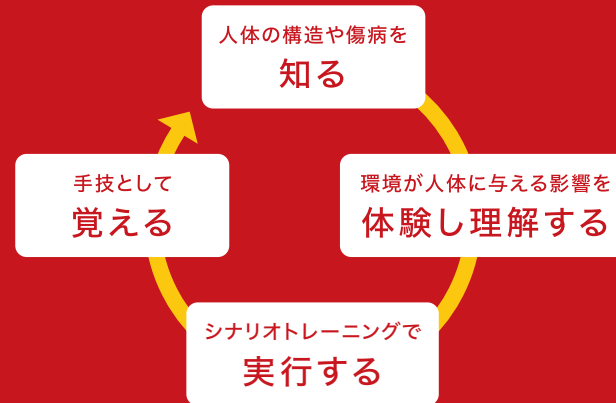 人体の構造や傷病を
知る
環境が人体に与える影響を
体験し理解する
シナリオトレーニングで
実行する
手技として
覚える